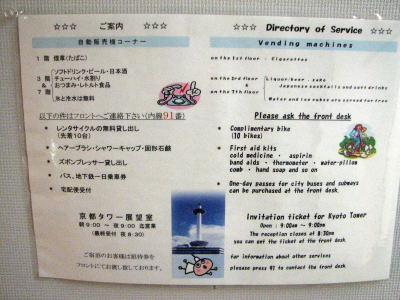 ☆☆☆ ご案内 ☆☆☆
自動販売機コーナー
1階 煙草(たばこ)
3階 & 7階
ソフトドリンク・ビール・日本酒
チューハイ・水割り
おつまみ・レトルト食品
氷と冷水は無料
以下の件はフロントへご連絡下さい(内線91番)
• レンタサイクルの無料貸し出し
(先着10台)
• ヘアーブラシ・シャワーキャップ・固形石鹸
• ズボンプレッサー貸し出し
• バス、地下鉄一日乗車券
• 宅配便受付
京都タワー展望室
朝9:00 ~ 夜9:00 迄営業
(最終受付 夜8:30)
ご宿泊のお客様は招待券を
フロントにてお渡し致しております。
☆☆☆ Directory of Service ☆☆☆
Vending machines
on the 1st floor - Cigarettes
on the 3rd floor
& on the 7th floor
Liquor/beer - sake
Japanese cocktails and soft drinks
Water and ice cubes are served for free
Please ask the front desk
• Complimentary bike
(10 bikes)
• First aid kits
cold medicine · aspirin
band aids · thermometer · water-pillow
comb · hand soap and so on
• One-day passes for city buses and subways
can be purchased at the front desk.
Invitation ticket for Kyoto Tower
Open : 9:00am ~ 9:00pm
The reception closes at 8:30pm
you can get the ticket at the front desk.
for information about other services
please press 91 to contact the front desk.